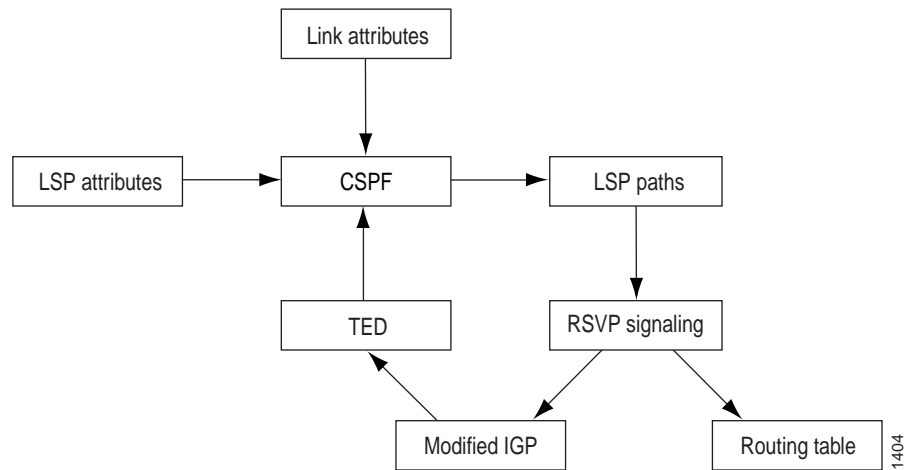 Link attributes
LSP attributes
CSPF
LSP paths
TED
RSVP signaling
Modified IGP
Routing table
1404